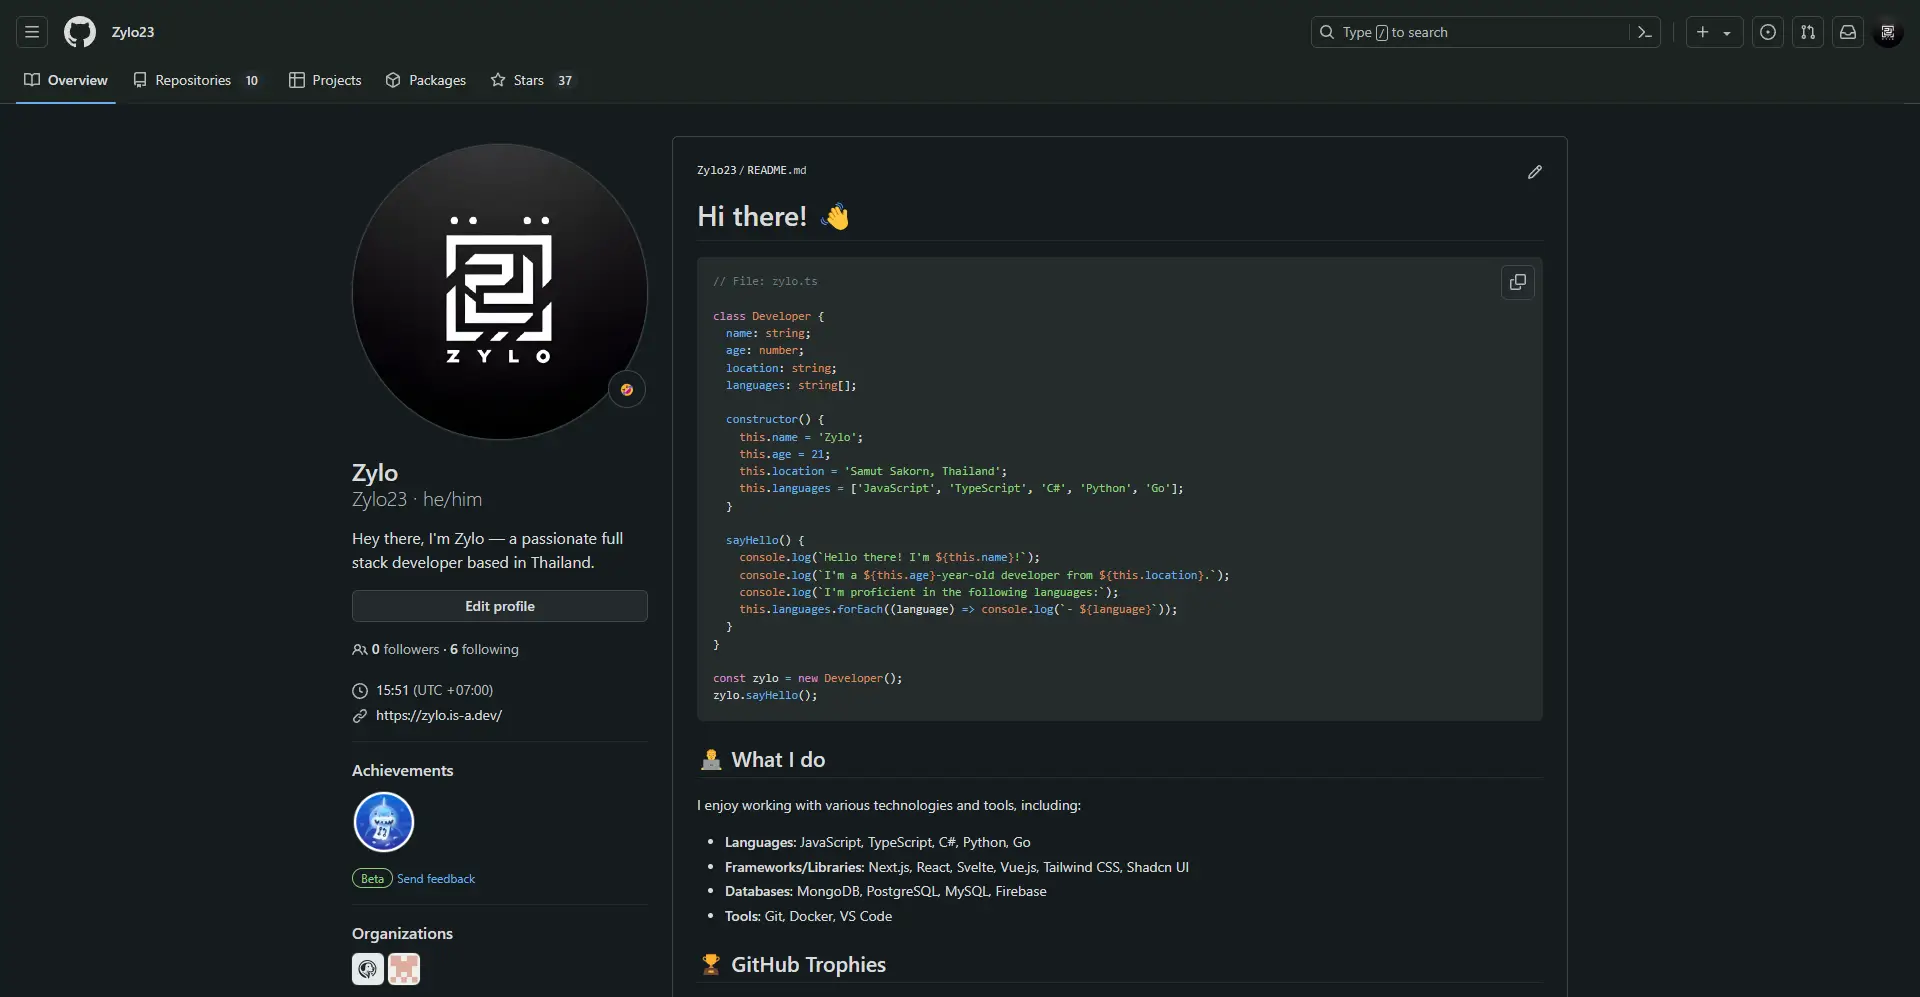 Zylo23
Type / to search
Overview
Repositories 10
Projects
Packages
Stars 37
ZYLO
Zylo
Zylo23 · he/him
Hey there, I'm Zylo — a passionate full
stack developer based in Thailand.
Edit profile
0 followers · 6 following
15:51 (UTC +07:00)
https://zylo.is-a.dev/
Achievements
Beta Send feedback
Organizations
Zylo23/README.md
Hi there! 👋
// File: zylo.ts
class Developer {
name: string;
age: number;
location: string;
languages: string[];
constructor() {
this.name = 'Zylo';
this.age = 21;
this.location = 'Samut Sakorn, Thailand';
this.languages = ['JavaScript', 'TypeScript', 'C#', 'Python', 'Go'];
}
sayHello() {
console.log(`Hello there! I'm ${this.name}!`);
console.log(`I'm a ${this.age}-year-old developer from ${this.location}.`);
console.log(`I'm proficient in the following languages:`);
this.languages.forEach((language) => console.log(`- ${language}`));
}
}
const zylo = new Developer();
zylo.sayHello();
👨‍💻 What I do
I enjoy working with various technologies and tools, including:
• Languages: JavaScript, TypeScript, C#, Python, Go
• Frameworks/Libraries: Next.js, React, Svelte, Vue.js, Tailwind CSS, Shadcn UI
• Databases: MongoDB, PostgreSQL, MySQL, Firebase
• Tools: Git, Docker, VS Code
🏆 GitHub Trophies